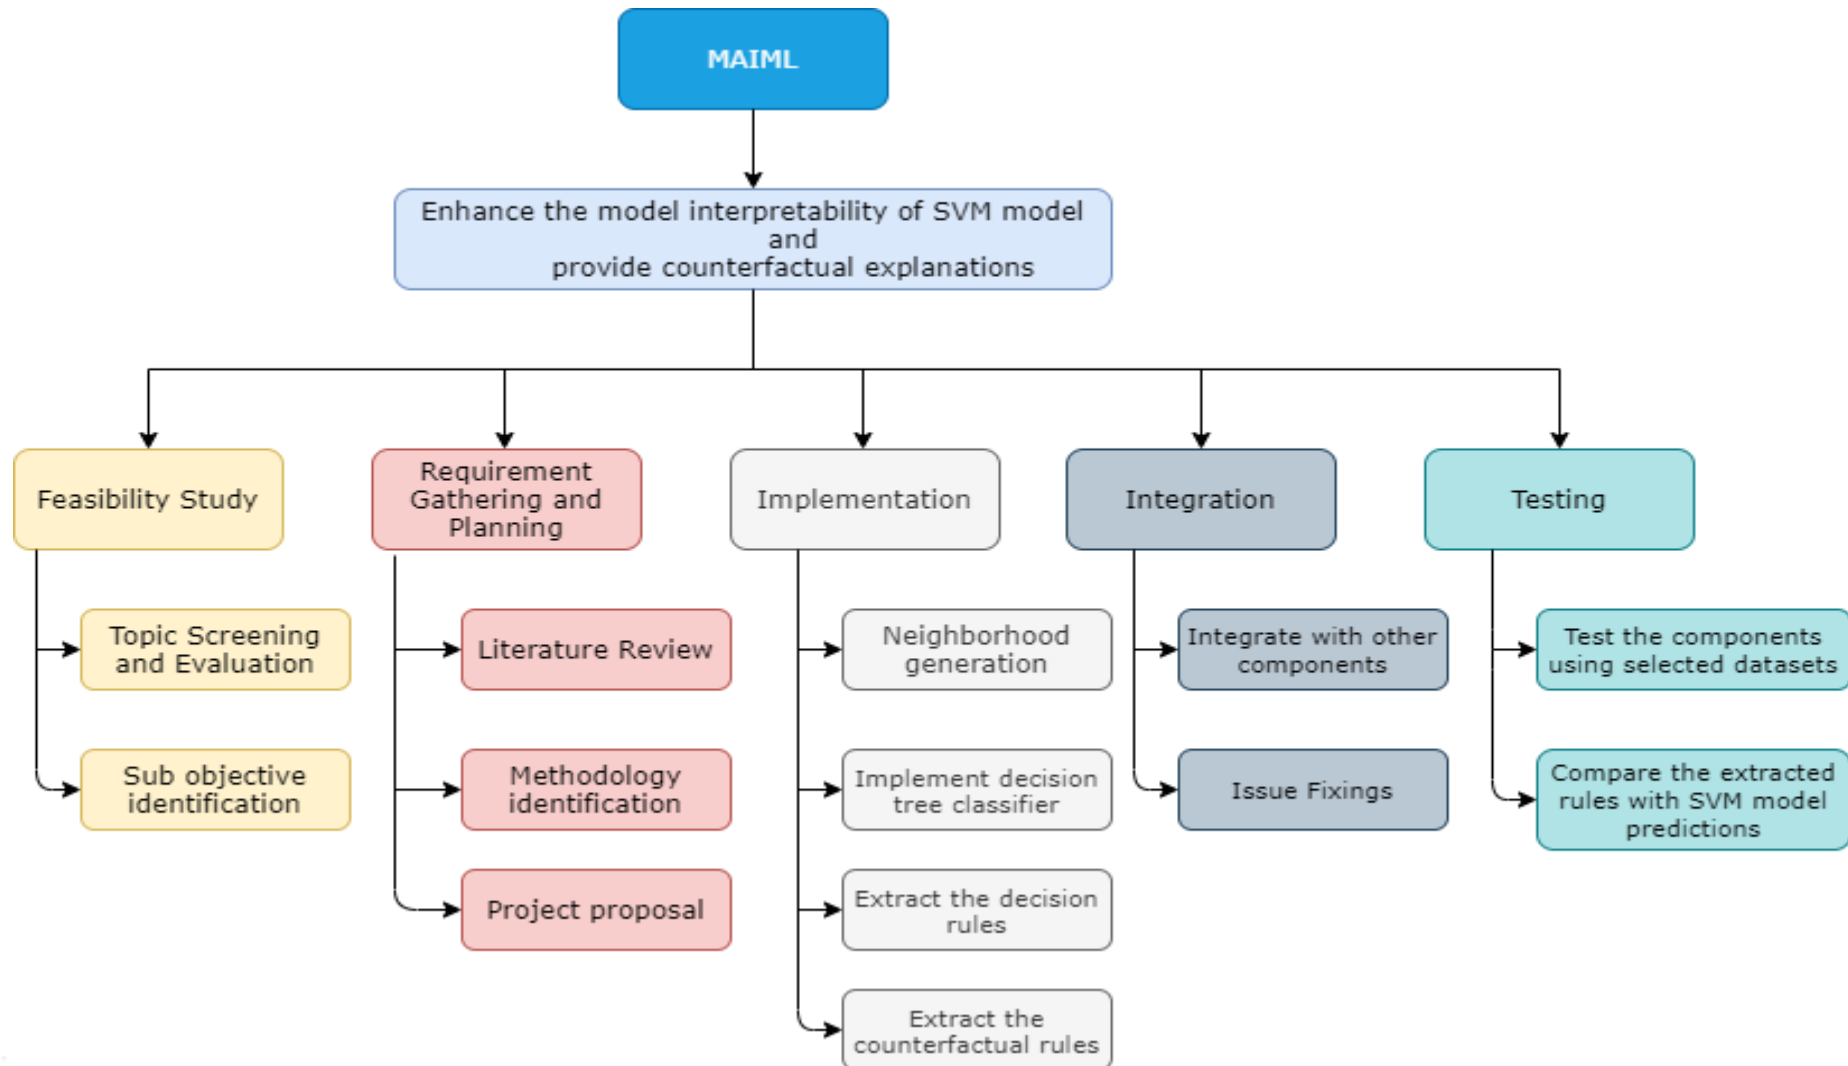 MAIML
Enhance the model interpretability of SVM model
and
provide counterfactual explanations
Feasibility Study
Requirement
Gathering and
Planning
Implementation
Integration
Testing
Topic Screening
and Evaluation
Literature Review
Neighborhood
generation
Integrate with other
components
Test the components
using selected datasets
Sub objective
identification
Methodology
identification
Implement decision
tree classifier
Issue Fixings
Compare the extracted
rules with SVM model
predictions
Project proposal
Extract the decision
rules
Extract the
counterfactual rules